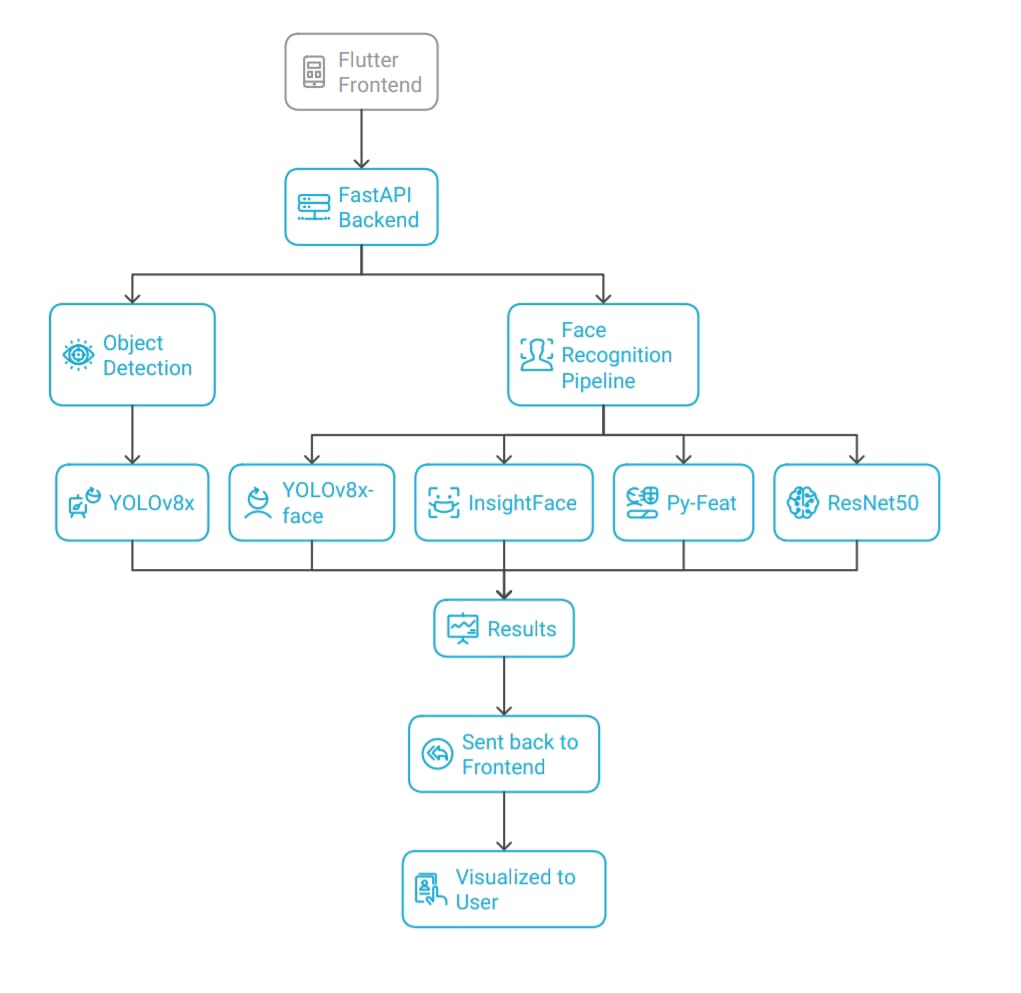 Flutter
Frontend
FastAPI
Backend
Object
Detection
Face
Recognition
Pipeline
YOLOv8x
YOLOv8x-
face
InsightFace
Py-Feat
ResNet50
Results
Sent back to
Frontend
Visualized to
User